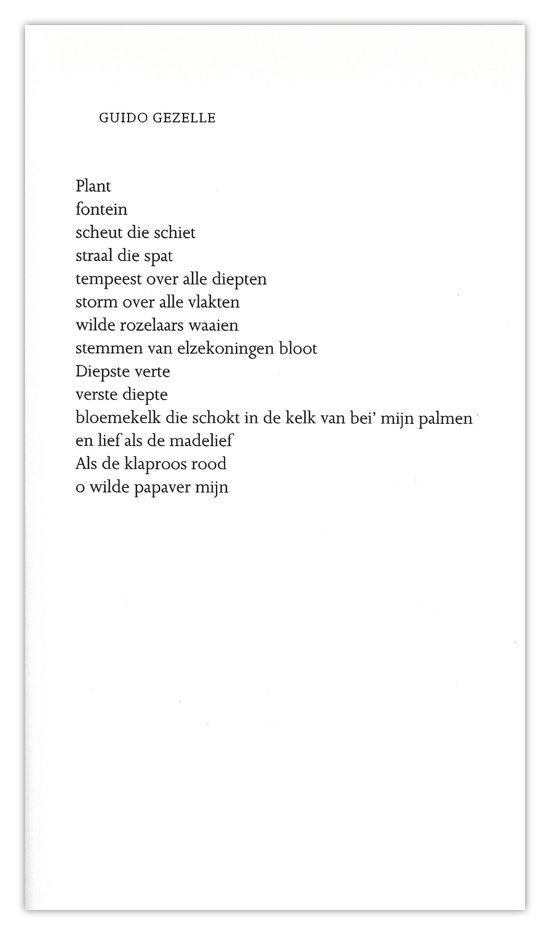 GUIDO GEZELLE
Plant
fontein
scheut die schiet
straal die spat
tempeest over alle diepten
storm over alle vlakten
wilde rozelaars waaien
stemmen van elzekoningen bloot
Diepste verte
verste diepte
bloemekelk die schokt in de kelk van bei’ mijn palmen
en lief als de madelief
Als de klaproos rood
o wilde papaver mijn